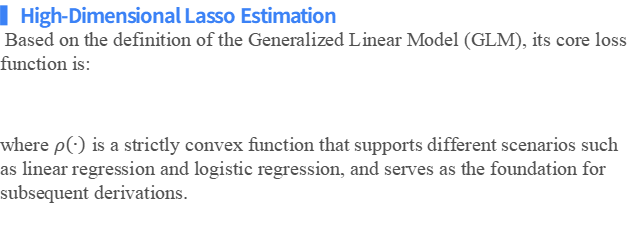 High-Dimensional Lasso Estimation
Based on the definition of the Generalized Linear Model (GLM), its core loss
function is:
where ρ(·) is a strictly convex function that supports different scenarios such
as linear regression and logistic regression, and serves as the foundation for
subsequent derivations.